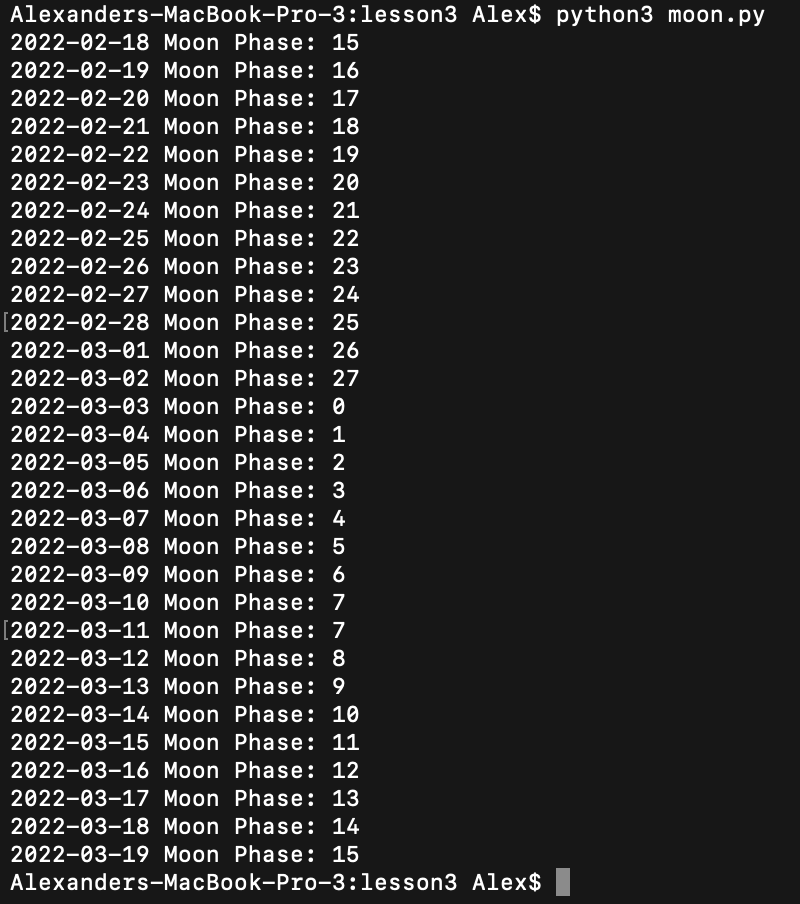 Alexanders-MacBook-Pro-3:lesson3 Alex$ python3 moon.py
2022-02-18 Moon Phase: 15
2022-02-19 Moon Phase: 16
2022-02-20 Moon Phase: 17
2022-02-21 Moon Phase: 18
2022-02-22 Moon Phase: 19
2022-02-23 Moon Phase: 20
2022-02-24 Moon Phase: 21
2022-02-25 Moon Phase: 22
2022-02-26 Moon Phase: 23
2022-02-27 Moon Phase: 24
[2022-02-28 Moon Phase: 25
2022-03-01 Moon Phase: 26
2022-03-02 Moon Phase: 27
2022-03-03 Moon Phase: 0
2022-03-04 Moon Phase: 1
2022-03-05 Moon Phase: 2
2022-03-06 Moon Phase: 3
2022-03-07 Moon Phase: 4
2022-03-08 Moon Phase: 5
2022-03-09 Moon Phase: 6
2022-03-10 Moon Phase: 7
[2022-03-11 Moon Phase: 7
2022-03-12 Moon Phase: 8
2022-03-13 Moon Phase: 9
2022-03-14 Moon Phase: 10
2022-03-15 Moon Phase: 11
2022-03-16 Moon Phase: 12
2022-03-17 Moon Phase: 13
2022-03-18 Moon Phase: 14
2022-03-19 Moon Phase: 15
Alexanders-MacBook-Pro-3:lesson3 Alex$